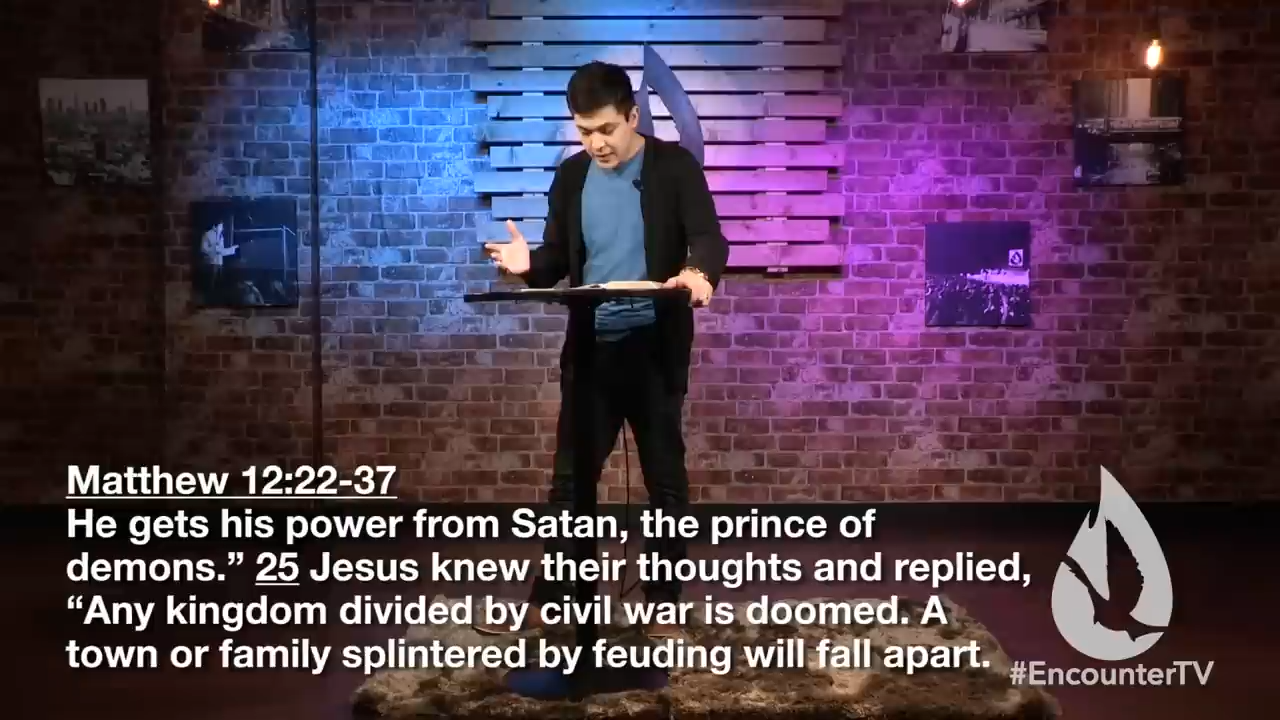 Matthew 12:22-37
He gets his power from Satan, the prince of
demons.” 25 Jesus knew their thoughts and replied,
“Any kingdom divided by civil war is doomed. A
town or family splintered by feuding will fall apart.
#EncounterTV